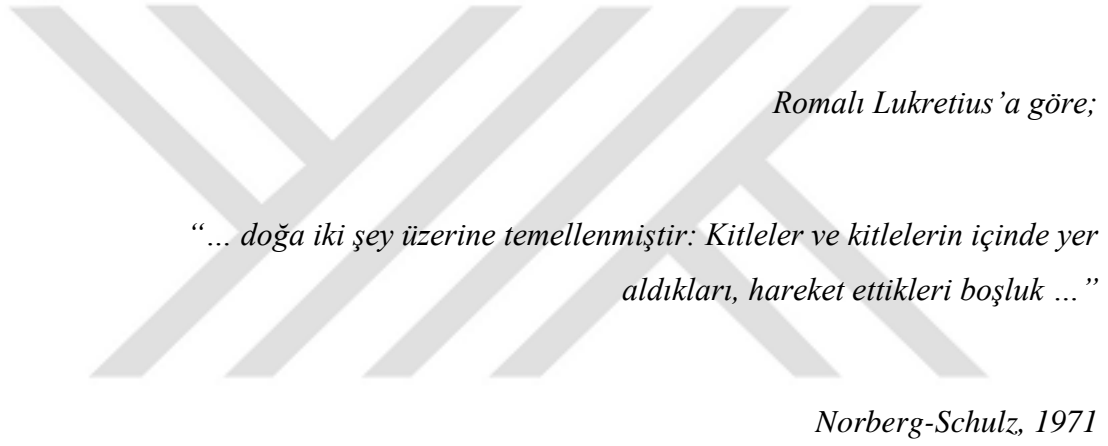 Romalı Lukretius’a göre;
“… doğa iki şey üzerine temellenmiştir: Kitleler ve kitlelerin içinde yer
aldıkları, hareket ettikleri boşluk …”
Norberg-Schulz, 1971